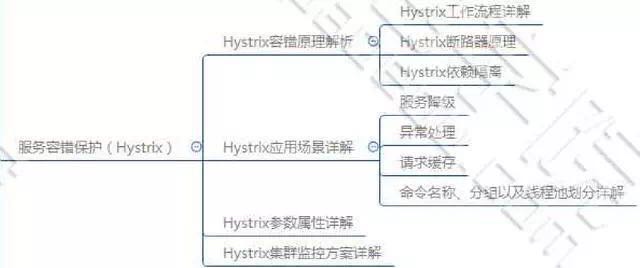 Hystrix工作流程详解
Hystrix容错原理解析
Hystrix断路器原理
Hystrix依赖隔离
服务降级
异常处理
服务容错保护（Hystrix）
Hystrix应用场景详解
请求缓存
命令名称、分组以及线程池划分详解
Hystrix参数属性详解
Hystrix集群监控方案详解